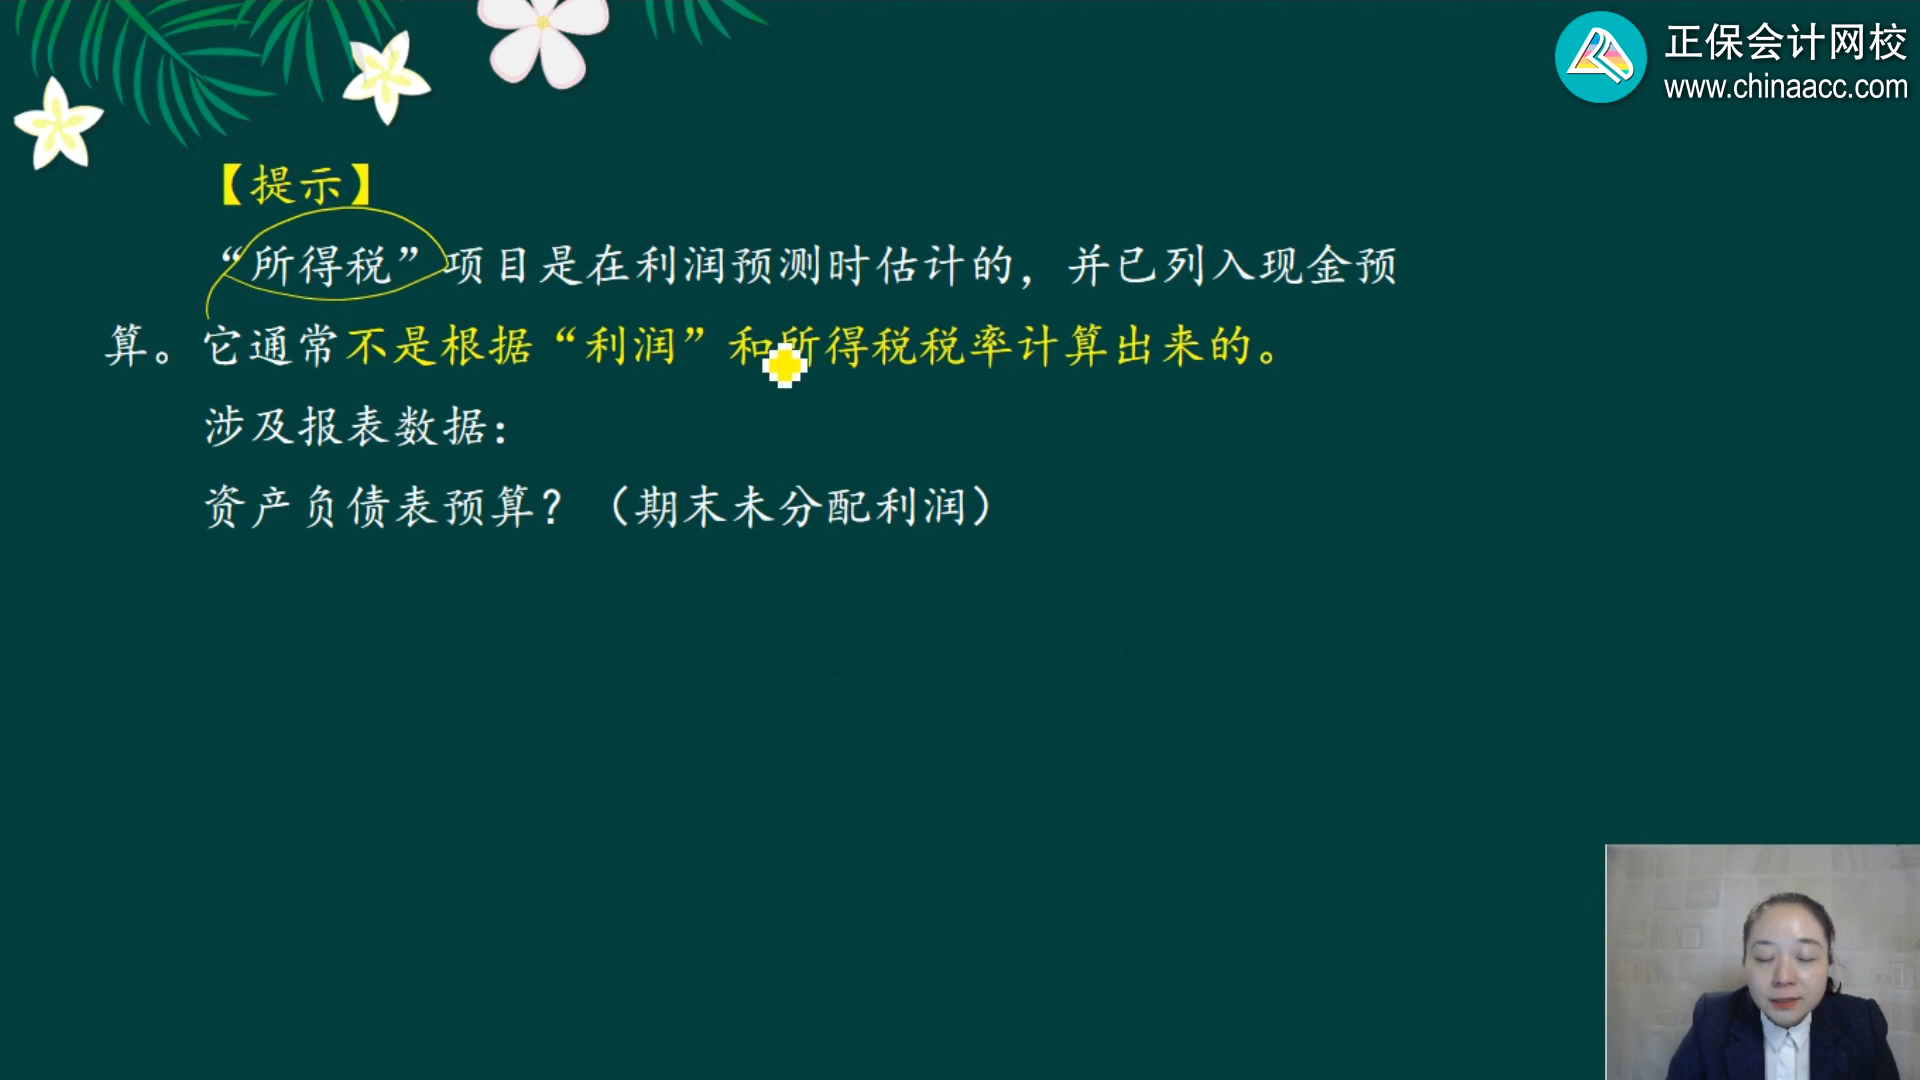 正保会计网校
www.chinaacc.com
【提示】
“所得税”项目是在利润预测时估计的，并已列入现金预
算。它通常不是根据“利润”和所得税税率计算出来的。
涉及报表数据：
资产负债表预算？（期末未分配利润）